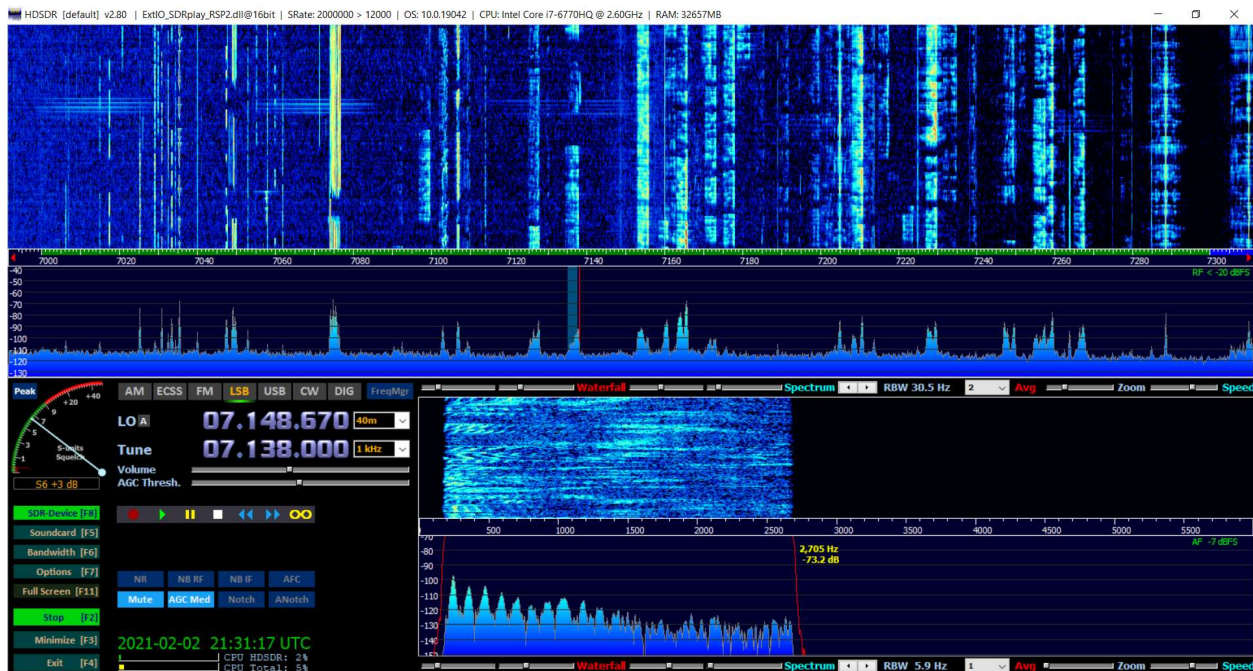 HDSDR [default] v2.80 | ExtIO_SDRplay_RSP2.dll@16bit | SRate: 2000000 > 12000 | OS: 10.0.19042 | CPU: Intel Core i7-6770HQ @ 2.60GHz | RAM: 32657MB
7000 7020 7040 7060 7080 7100 7120 7140 7160 7180 7200 7220 7240 7260 7280 7300
RF < -20 dBFS
-40
-50
-60
-70
-80
-90
-100
-110
-120
-130
Peak
+20 +40
9
7
5
3
1
S-units
Squelch
S6 +3 dB
AM ECSS FM LSB USB CW DIG FreqMgr
LO A 07.148.670 40m
Tune 07.138.000 1 kHz
Volume
AGC Thresh.
SDR-Device [F8]
Soundcard [F5]
Bandwidth [F6]
Options [F7]
Full Screen [F11]
Stop [F2]
Minimize [F3]
Exit [F4]
NR NB RF NB IF AFC
Mute AGC Med Notch ANotch
2021-02-02 21:31:17 UTC
CPU HDSDR: 2%
CPU Total: 5%
Waterfall Spectrum RBW 30.5 Hz 2 Avg Zoom Speed
500 1000 1500 2000 2500 3000 3500 4000 4500 5000 5500
AF -7 dBFS
2,705 Hz
-73.2 dB
-70
-80
-90
-100
-110
-120
-130
-140
-150
Waterfall Spectrum RBW 5.9 Hz 1 Avg Zoom Speed